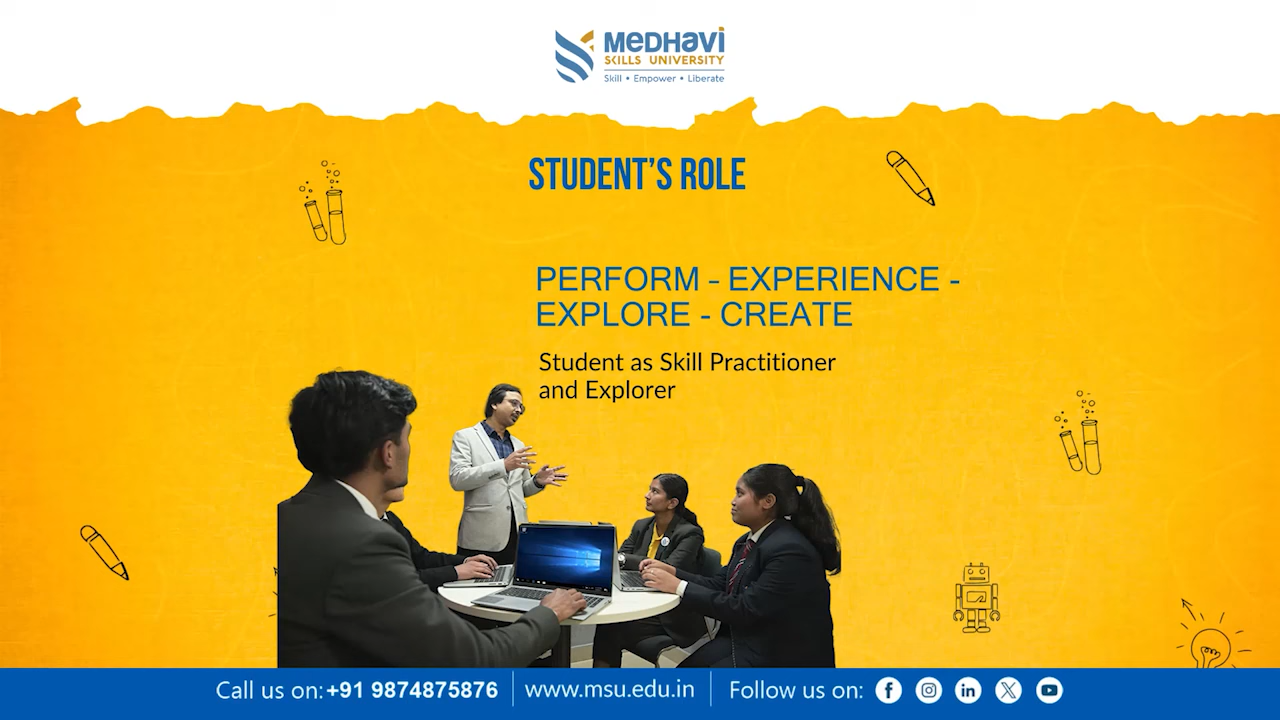 MEDHAVI
SKILLS UNIVERSITY
Skill • Empower • Liberate
STUDENT'S ROLE
PERFORM - EXPERIENCE -
EXPLORE - CREATE
Student as Skill Practitioner
and Explorer
Call us on: +91 9874875876 | www.msu.edu.in | Follow us on: